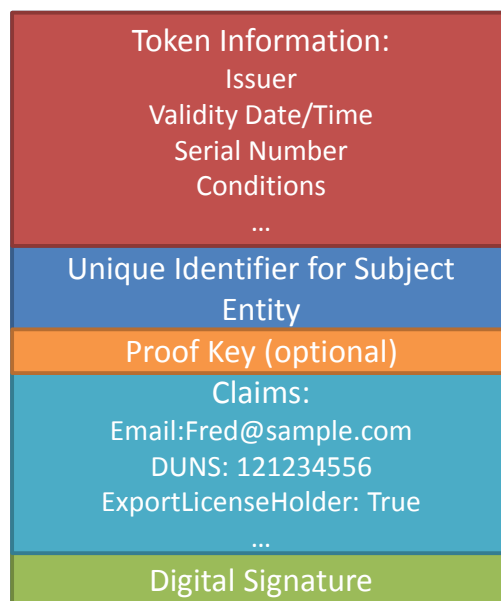 Token Information:
Issuer
Validity Date/Time
Serial Number
Conditions
…
Unique Identifier for Subject
Entity
Proof Key (optional)
Claims:
Email:Fred@sample.com
DUNS: 121234556
ExportLicenseHolder: True
…
Digital Signature